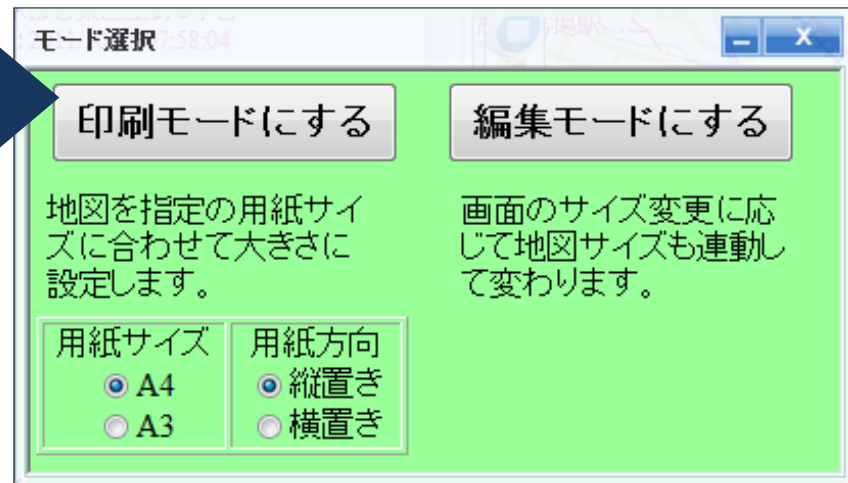 モード選択
印刷モードにする
編集モードにする
地図を指定の用紙サイ
ズに合わせて大きさに
設定します。
画面のサイズ変更に応
じて地図サイズも連動し
て変わります。
用紙サイズ
A4
A3
用紙方向
縦置き
横置き